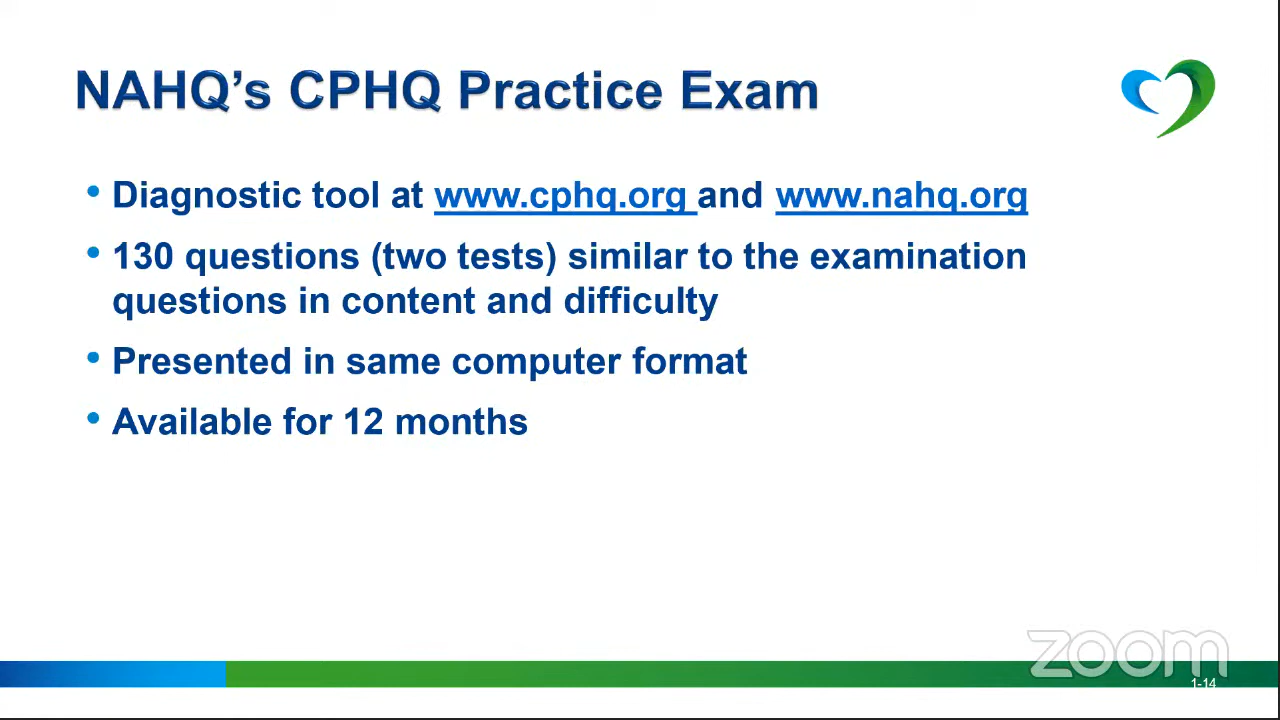 NAHQ’s CPHQ Practice Exam
• Diagnostic tool at www.cphq.org and www.nahq.org
• 130 questions (two tests) similar to the examination
questions in content and difficulty
• Presented in same computer format
• Available for 12 months
zoom
1-14